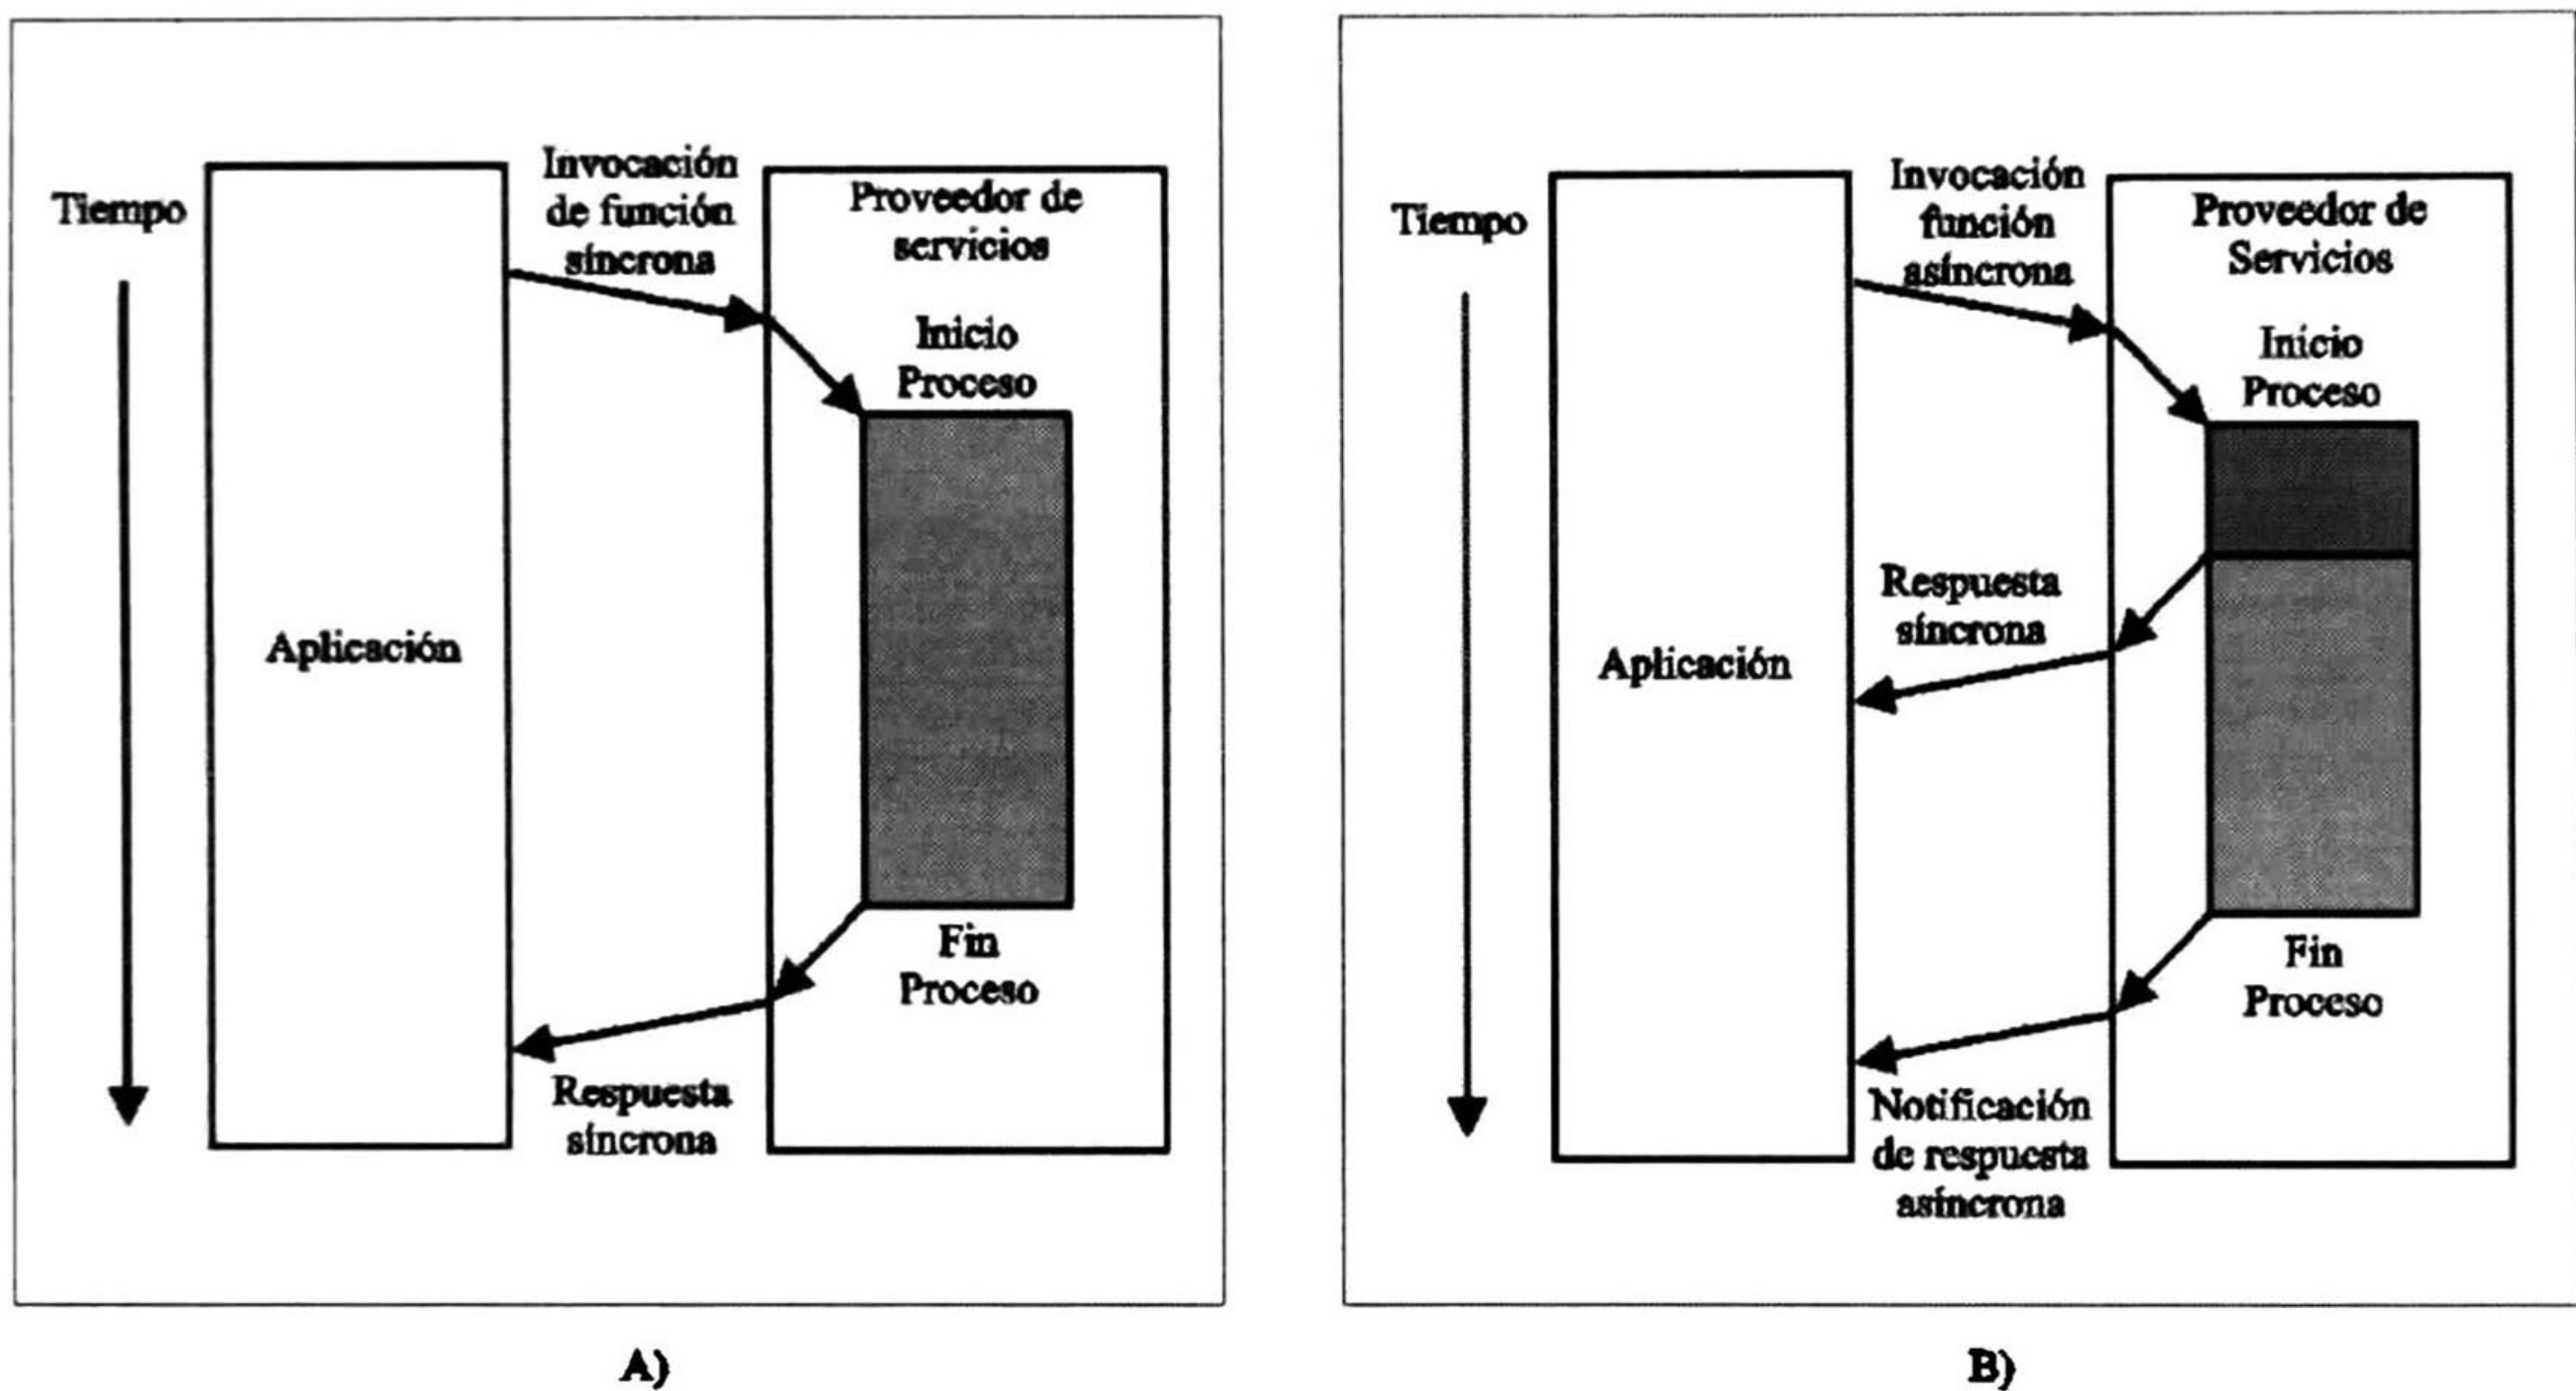 Tiempo
Invocación
de función
síncrona
Proveedor de
servicios
Inicio
Proceso
Aplicación
Fin
Proceso
Respuesta
síncrona
A)
Tiempo
Invocación
función
asíncrona
Proveedor de
Servicios
Inicio
Proceso
Respuesta
síncrona
Aplicación
Fin
Proceso
Notificación
de respuesta
asíncrona
B)